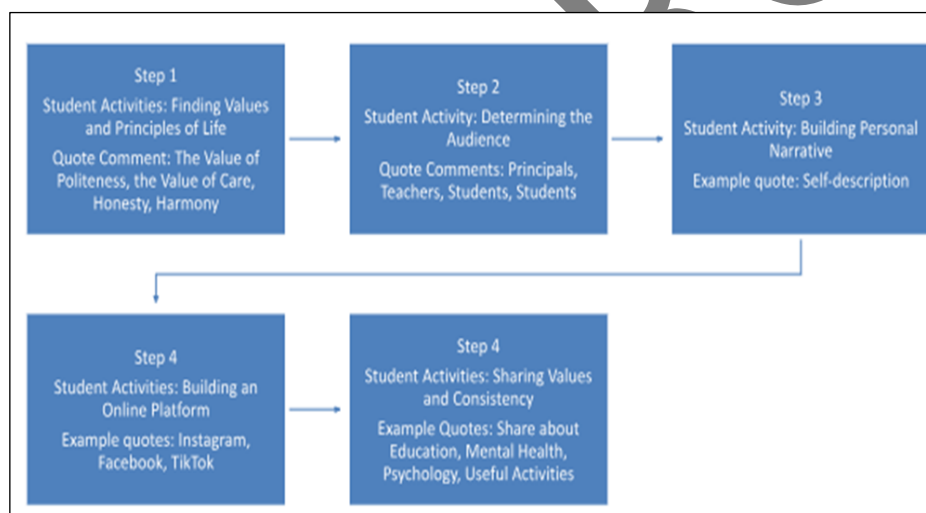 Step 1
Student Activities: Finding Values
and Principles of Life
Quote Comment: The Value of
Politeness, the Value of Care,
Honesty, Harmony
Step 2
Student Activity: Determining the
Audience
Quote Comments: Principals,
Teachers, Students, Students
Step 3
Student Activity: Building Personal
Narrative
Example quote: Self-description
Step 4
Student Activities: Building an
Online Platform
Example quotes: Instagram,
Facebook, TikTok
Step 4
Student Activities: Sharing Values
and Consistency
Example Quotes: Share about
Education, Mental Health,
Psychology, Useful Activities